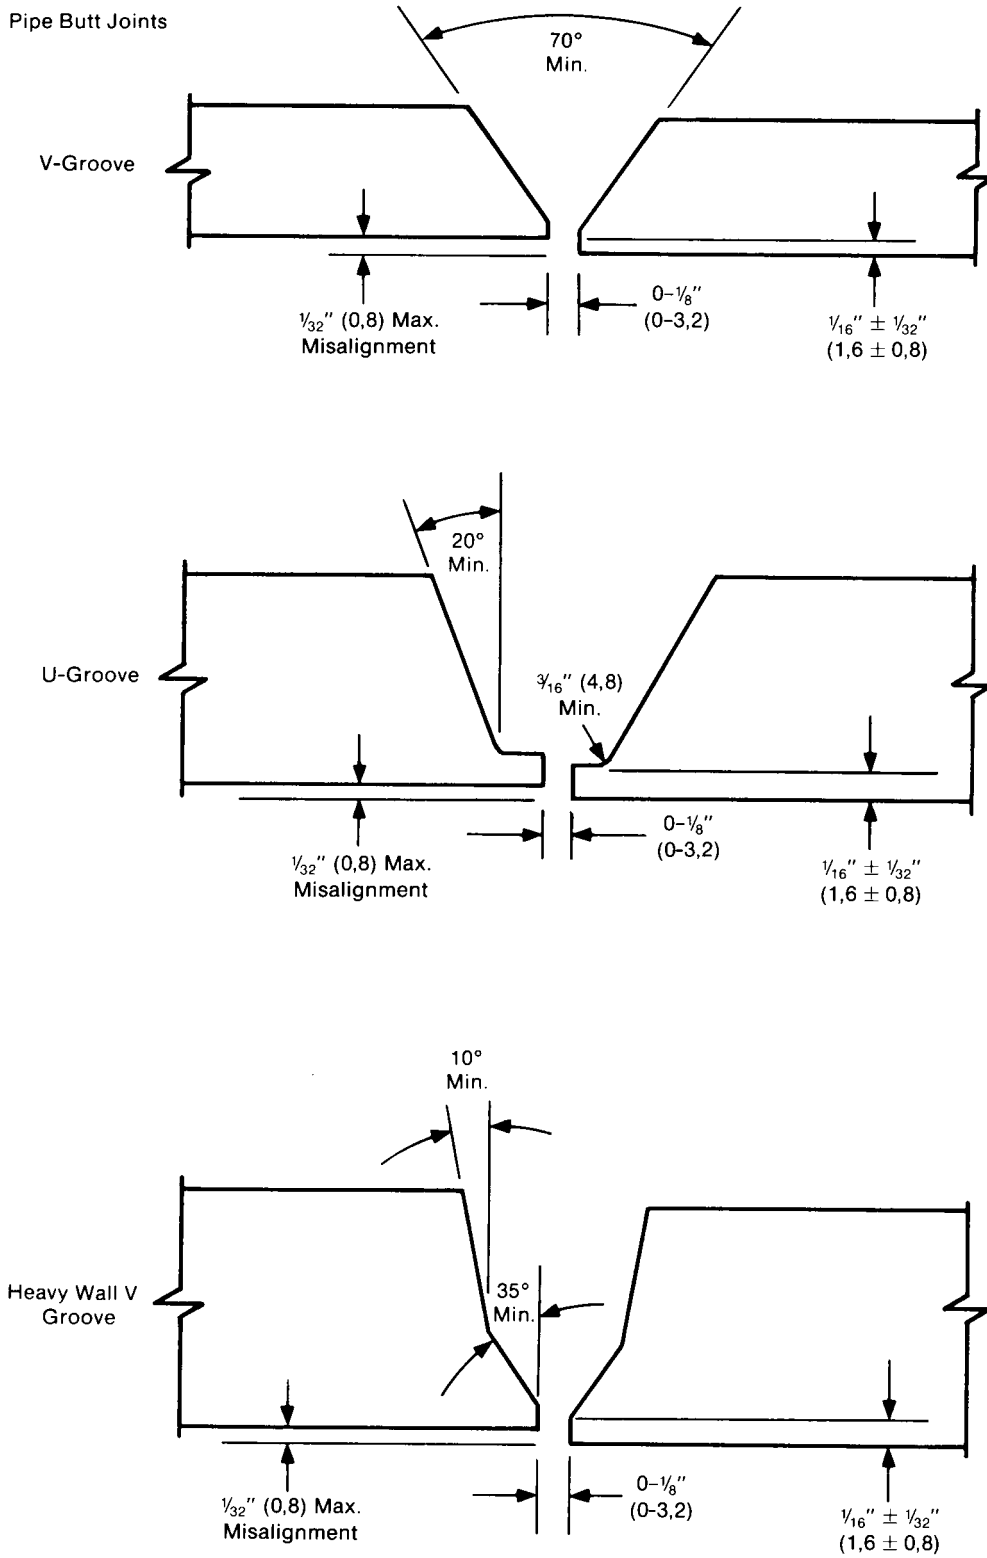 Pipe Butt Joints
70°
Min.
V-Groove
1/32" (0,8) Max.
Misalignment
0-1/8"
(0-3,2)
1/16" ± 1/32"
(1,6 ± 0,8)
20°
Min.
U-Groove
3/16" (4,8)
Min.
1/32" (0,8) Max.
Misalignment
0-1/8"
(0-3,2)
1/16" ± 1/32"
(1,6 ± 0,8)
10°
Min.
Heavy Wall V
Groove
35°
Min.
1/32" (0,8) Max.
Misalignment
0-1/8"
(0-3,2)
1/16" ± 1/32"
(1,6 ± 0,8)